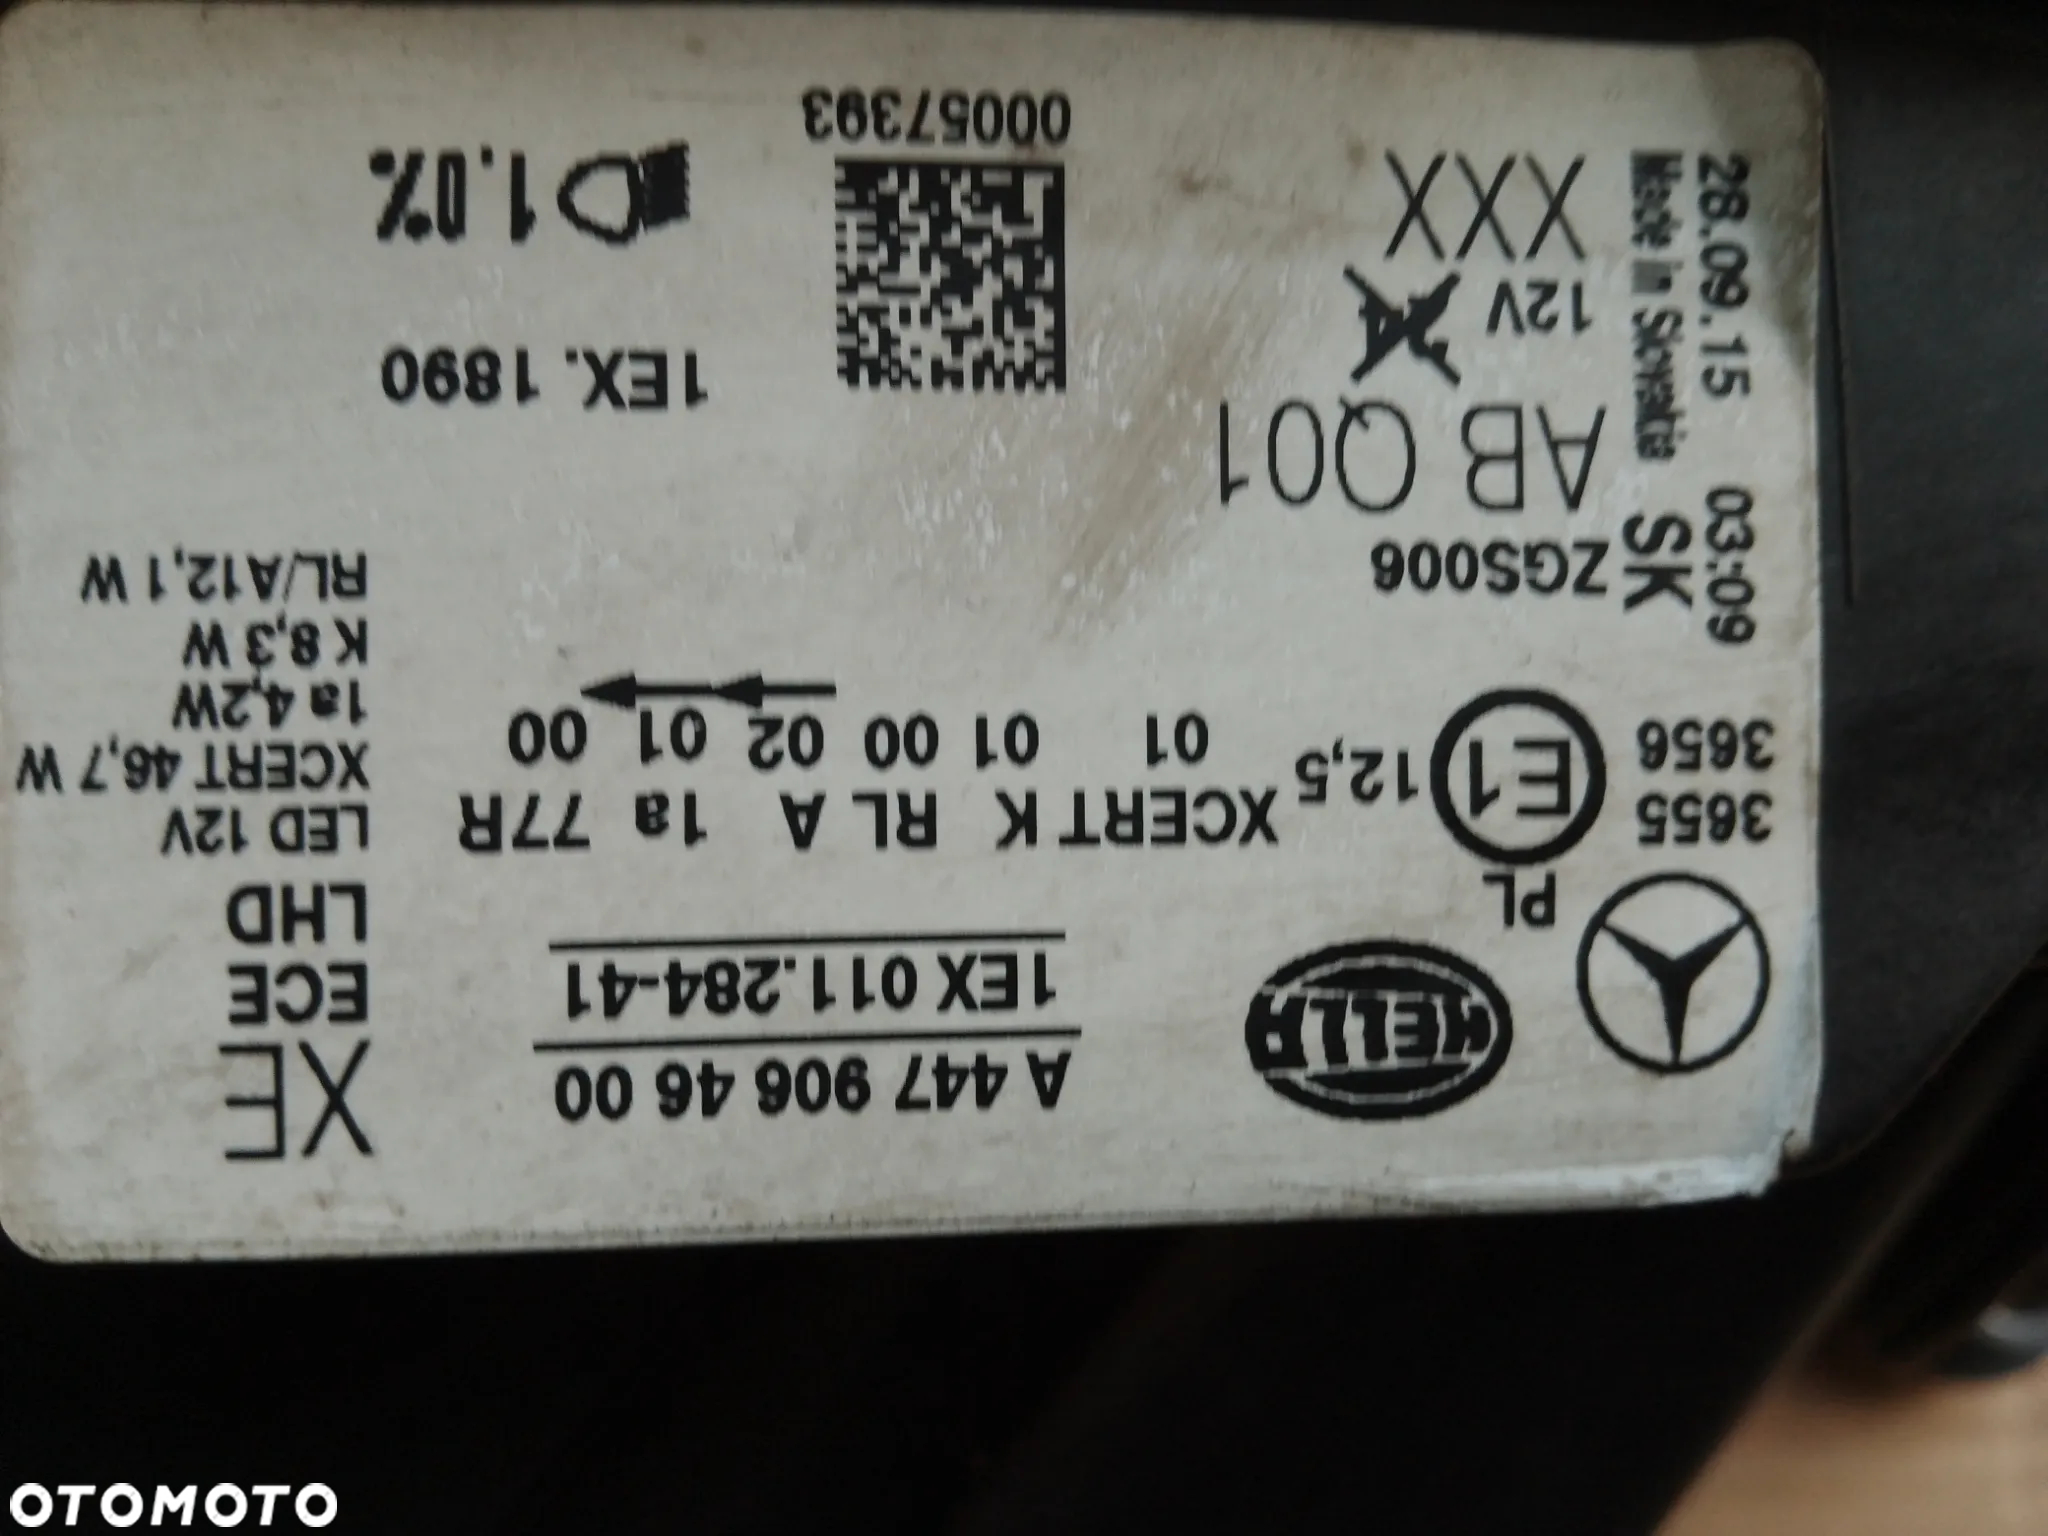 XE
A 447 906 46 00
HELLA
ECE
1EX 011.284-41
LHD
PL
LED 12V
XCERT K RL A 1a 77R
E1
12,5
3655
XCERT 46,7 W
01 01 00 02 01 00
3656
1a 4,2W
K 8,3 W
RL/A12,1 W
ZGS006
SK
03:09
AB Q01
1EX. 1890
12V
A
Made in Slovakia
28.09.15
1.0%
XXX
00057393
OTOMOTO